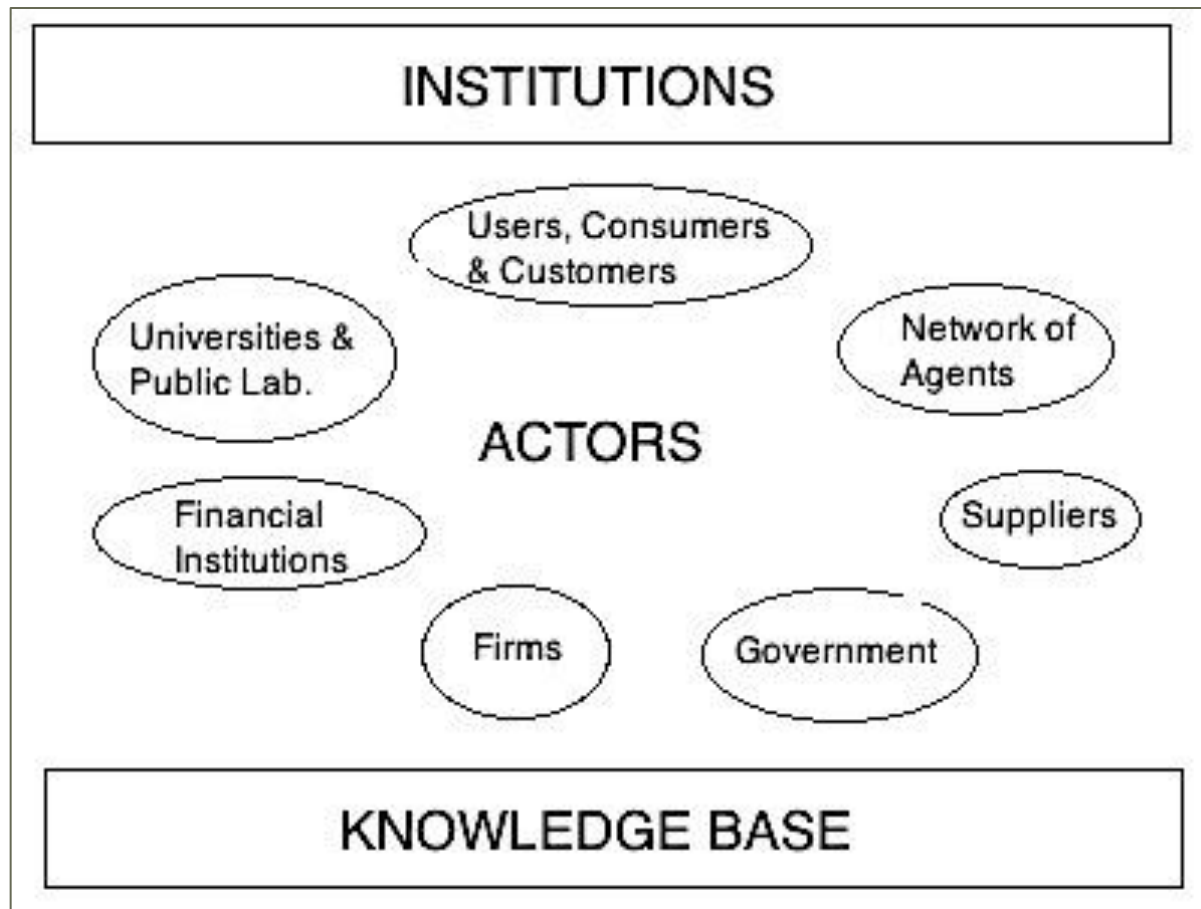 INSTITUTIONS
Users, Consumers
& Customers
Universities &
Public Lab.
Network of
Agents
ACTORS
Financial
Institutions
Suppliers
Firms
Government
KNOWLEDGE BASE